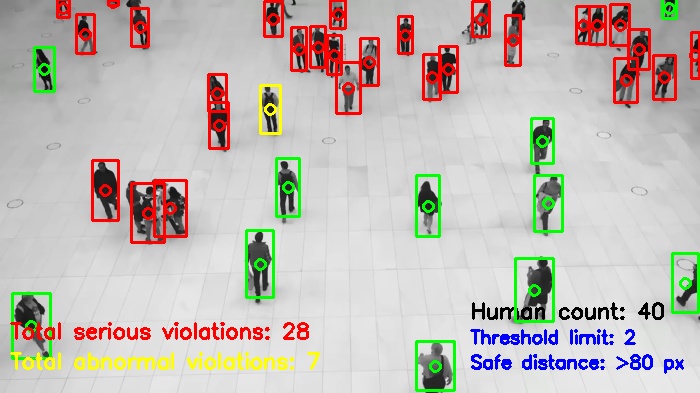 Total serious violations: 28
Total abnormal violations: 7
Human count: 40
Threshold limit: 2
Safe distance: >80 px